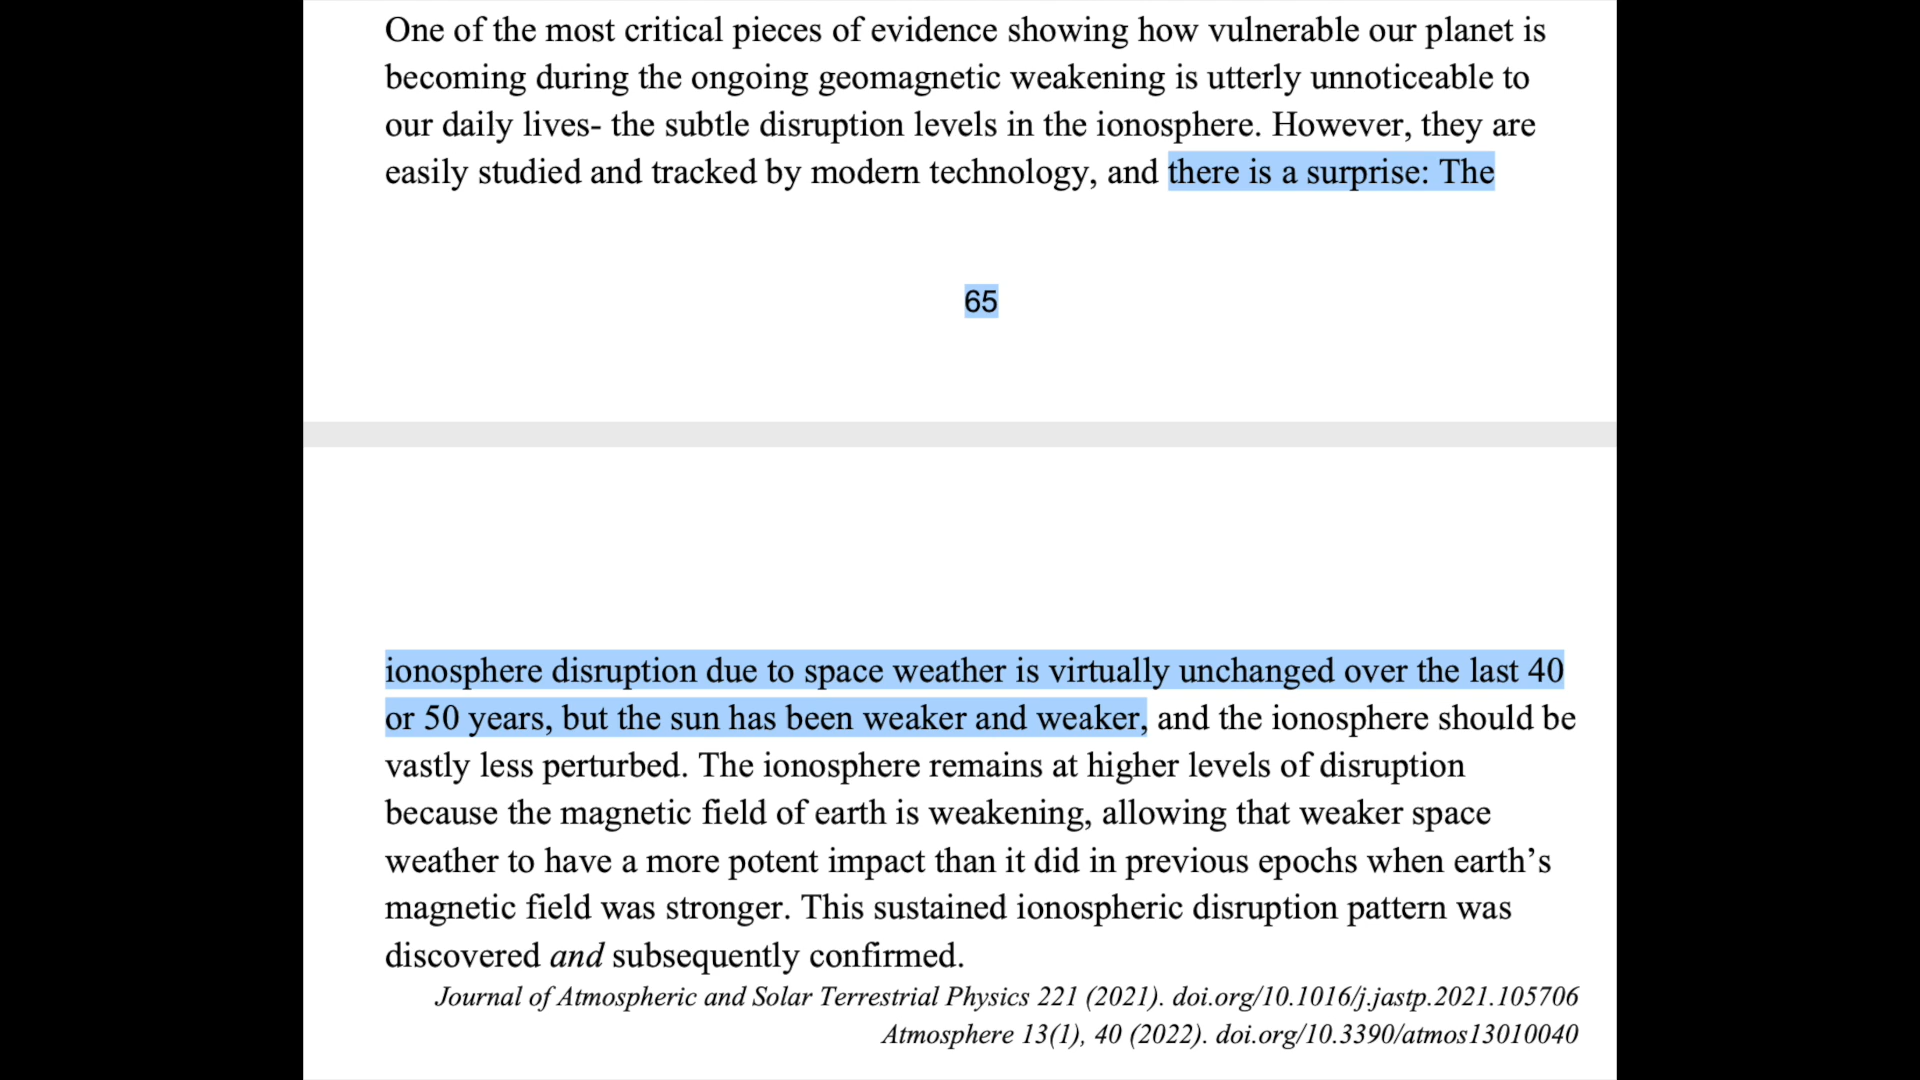 One of the most critical pieces of evidence showing how vulnerable our planet is
becoming during the ongoing geomagnetic weakening is utterly unnoticeable to
our daily lives- the subtle disruption levels in the ionosphere. However, they are
easily studied and tracked by modern technology, and there is a surprise: The
65
ionosphere disruption due to space weather is virtually unchanged over the last 40
or 50 years, but the sun has been weaker and weaker, and the ionosphere should be
vastly less perturbed. The ionosphere remains at higher levels of disruption
because the magnetic field of earth is weakening, allowing that weaker space
weather to have a more potent impact than it did in previous epochs when earth’s
magnetic field was stronger. This sustained ionospheric disruption pattern was
discovered and subsequently confirmed.
Journal of Atmospheric and Solar Terrestrial Physics 221 (2021). doi.org/10.1016/j.jastp.2021.105706
Atmosphere 13(1), 40 (2022). doi.org/10.3390/atmos13010040